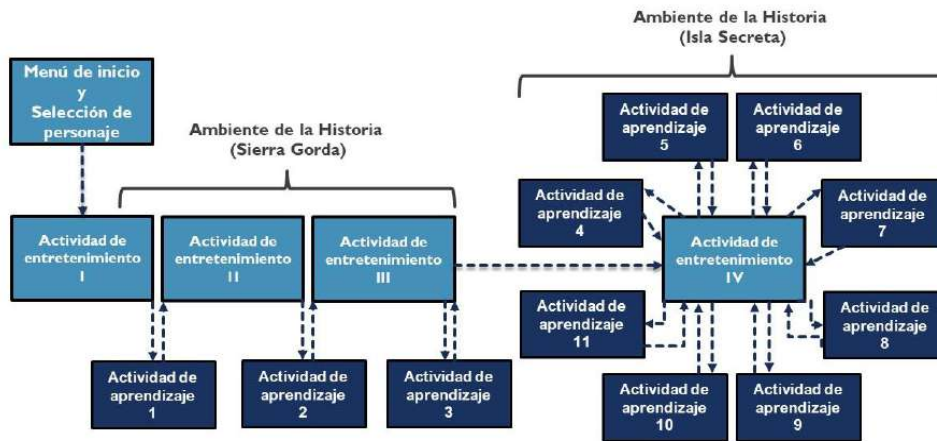 Ambiente de la Historia
(Isla Secreta)
Menú de inicio
y
Selección de
personaje
Ambiente de la Historia
(Sierra Gorda)
Actividad de
aprendizaje
5
Actividad de
aprendizaje
6
Actividad de
aprendizaje
4
Actividad de
aprendizaje
7
Actividad de
entretenimiento
I
Actividad de
entretenimiento
II
Actividad de
entretenimiento
III
Actividad de
entretenimiento
IV
Actividad de
aprendizaje
11
Actividad de
aprendizaje
8
Actividad de
aprendizaje
1
Actividad de
aprendizaje
2
Actividad de
aprendizaje
3
Actividad de
aprendizaje
10
Actividad de
aprendizaje
9